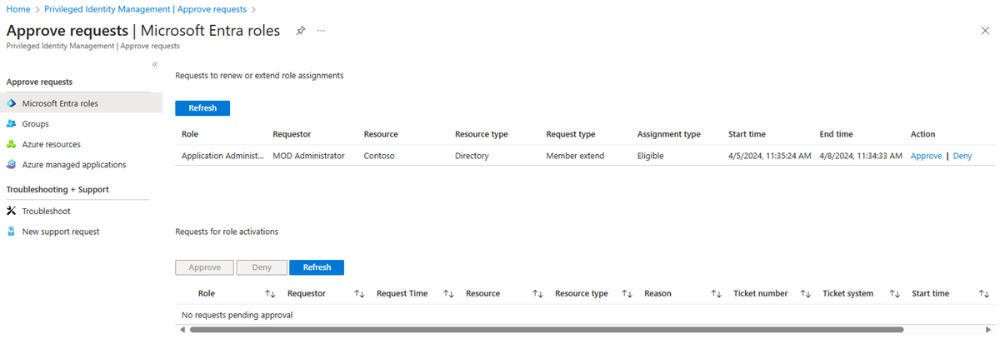 Home > Privileged Identity Management | Approve requests >
Approve requests | Microsoft Entra roles ...
Privileged Identity Management | Approve requests
«
Approve requests
Microsoft Entra roles
Groups
Azure resources
Azure managed applications
Troubleshooting + Support
Troubleshoot
New support request
Requests to renew or extend role assignments
Refresh
Role Requestor Resource Resource type Request type Assignment type Start time End time Action
Application Administ... MOD Administrator Contoso Directory Member extend Eligible 4/5/2024, 11:35:24 AM 4/8/2024, 11:34:33 AM Approve | Deny
Requests for role activations
Approve Deny Refresh
Role ↑↓ Requestor ↑↓ Request Time ↑↓ Resource ↑↓ Resource type ↑↓ Reason ↑↓ Ticket number ↑↓ Ticket system ↑↓ Start time ↑↓
No requests pending approval